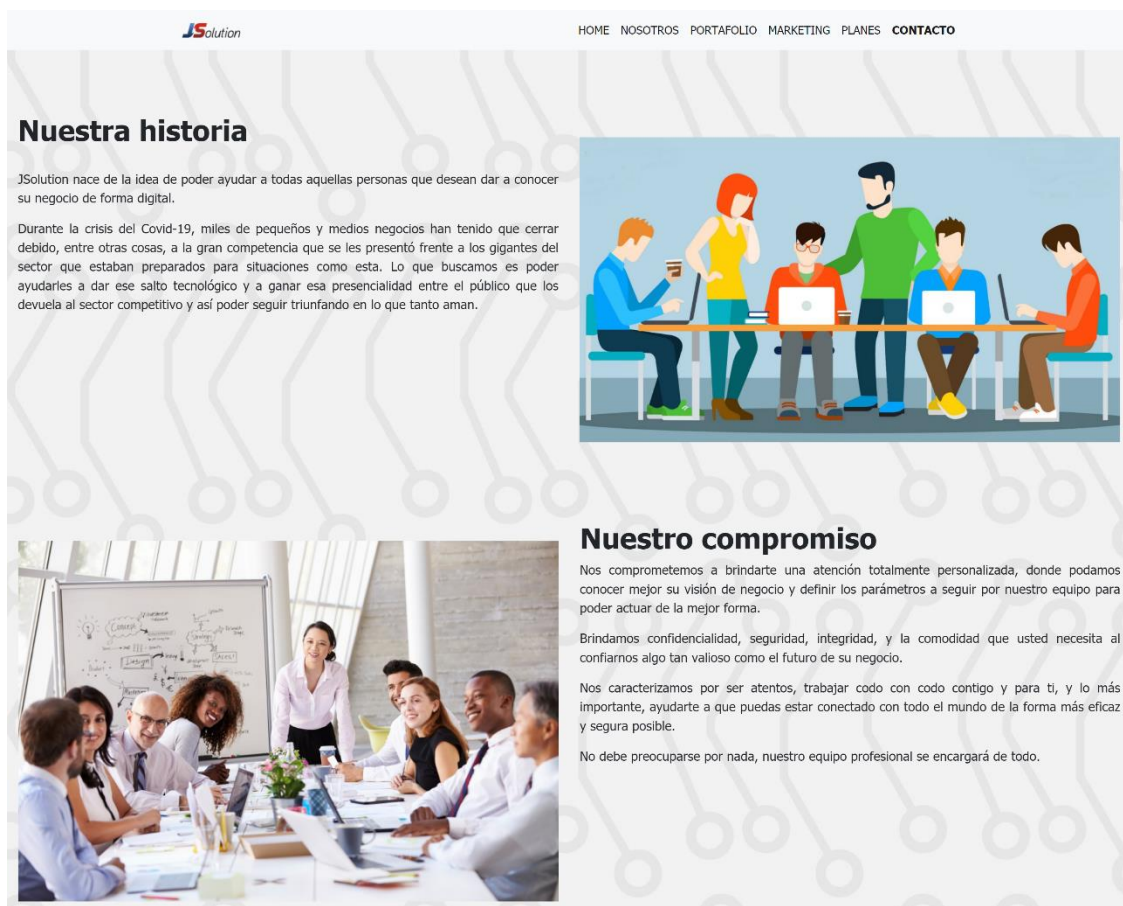 JSolution
HOME NOSOTROS PORTAFOLIO MARKETING PLANES CONTACTO
Nuestra historia
JSolution nace de la idea de poder ayudar a todas aquellas personas que desean dar a conocer
su negocio de forma digital.
Durante la crisis del Covid-19, miles de pequeños y medios negocios han tenido que cerrar
debido, entre otras cosas, a la gran competencia que se les presentó frente a los gigantes del
sector que estaban preparados para situaciones como esta. Lo que buscamos es poder
ayudarles a dar ese salto tecnológico y a ganar esa presencialidad entre el público que los
devuela al sector competitivo y así poder seguir triunfando en lo que tanto aman.
Nuestro compromiso
Nos comprometemos a brindarte una atención totalmente personalizada, donde podamos
conocer mejor su visión de negocio y definir los parámetros a seguir por nuestro equipo para
poder actuar de la mejor forma.
Brindamos confidencialidad, seguridad, integridad, y la comodidad que usted necesita al
confiarnos algo tan valioso como el futuro de su negocio.
Nos caracterizamos por ser atentos, trabajar codo con codo contigo y para ti, y lo más
importante, ayudarte a que puedas estar conectado con todo el mundo de la forma más eficaz
y segura posible.
No debe preocuparse por nada, nuestro equipo profesional se encargará de todo.
Concept
Strategy
Design